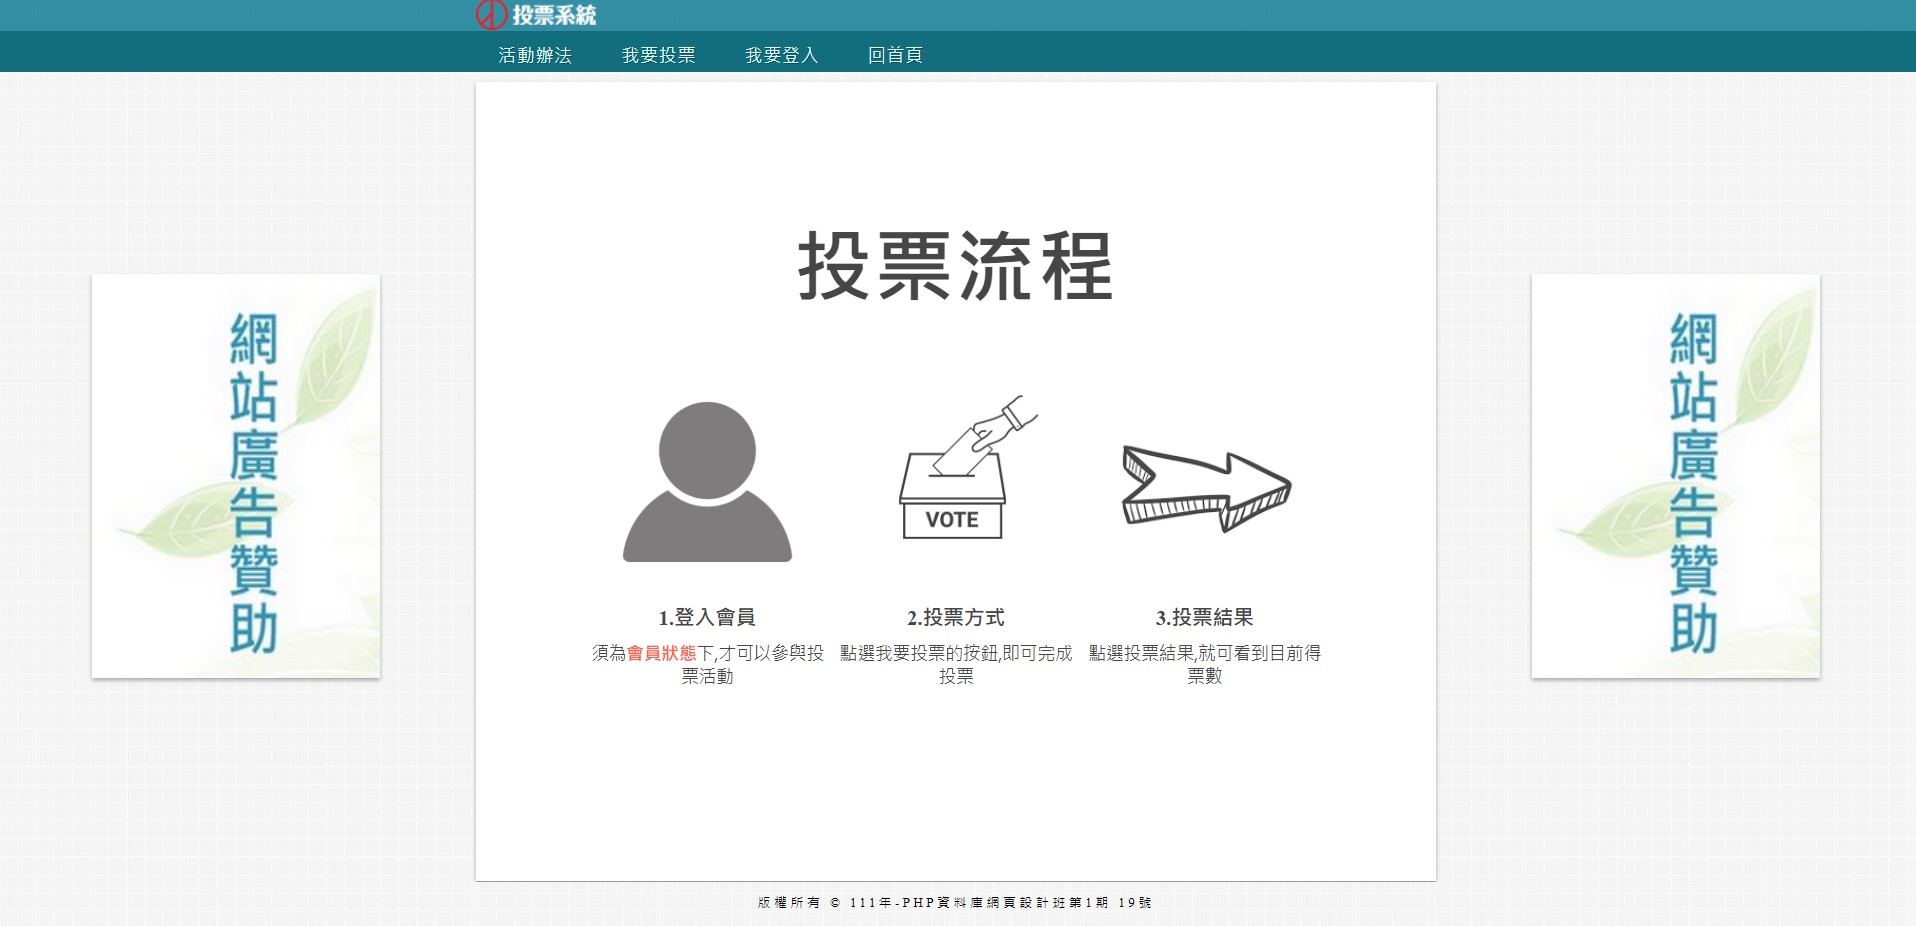 投票系統
活動辦法
我要投票
我要登入
回首頁
投票流程
網站廣告贊助
VOTE
1.登入會員
須為會員狀態下,才可以參與投
票活動
2.投票方式
點選我要投票的按鈕,即可完成
投票
3.投票結果
點選投票結果,就可看到目前得
票數
網站廣告贊助
版權所有 © 111年-PHP資料庫網頁設計班第1期 19號